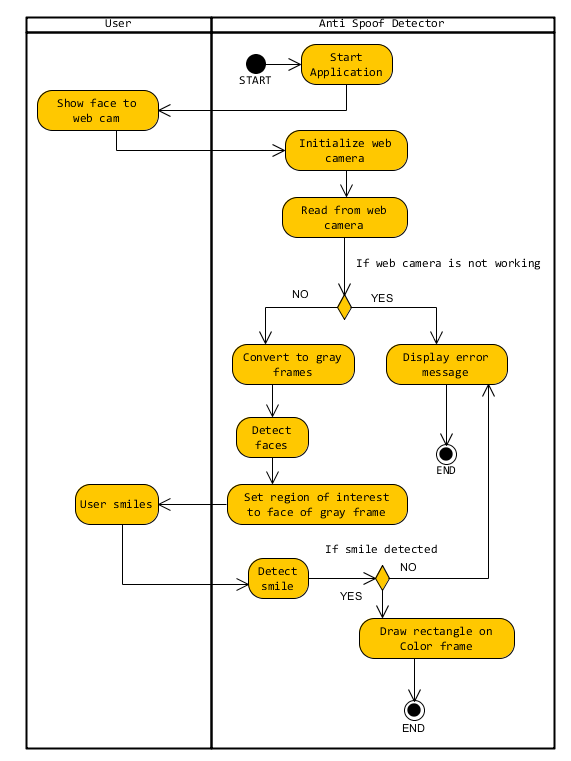 User
Anti Spoof Detector
START
Start
Application
Show face to
web cam
Initialize web
camera
Read from web
camera
If web camera is not working
NO
YES
Convert to gray
frames
Display error
message
Detect
faces
END
User smiles
Set region of interest
to face of gray frame
If smile detected
Detect
smile
NO
YES
Draw rectangle on
Color frame
END